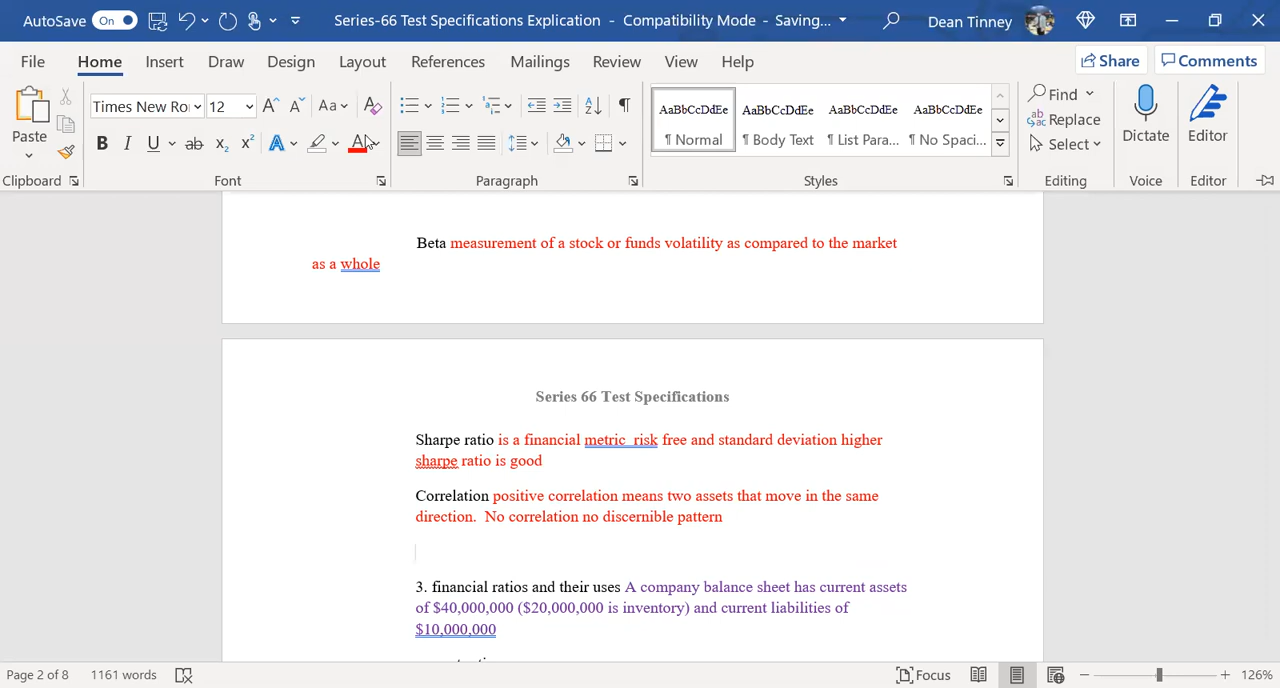 AutoSave On Series-66 Test Specifications Explication - Compatibility Mode - Saving... Dean Tinney
File Home Insert Draw Design Layout References Mailings Review View Help Share Comments
Paste Times New Ro 12 Aa AaBbCcDdEe AaBbCcDdEe AaBbCcDdEe AaBbCcDdEe Find Replace Select Dictate Editor
B I U ab x₂ x² A A ¶ Normal ¶ Body Text ¶ List Para... ¶ No Spaci...
Clipboard Font Paragraph Styles Editing Voice Editor
Beta measurement of a stock or funds volatility as compared to the market
as a whole
Series 66 Test Specifications
Sharpe ratio is a financial metric risk free and standard deviation higher
sharpe ratio is good
Correlation positive correlation means two assets that move in the same
direction. No correlation no discernible pattern
3. financial ratios and their uses A company balance sheet has current assets
of $40,000,000 ($20,000,000 is inventory) and current liabilities of
$10,000,000
Page 2 of 8 1161 words Focus 126%